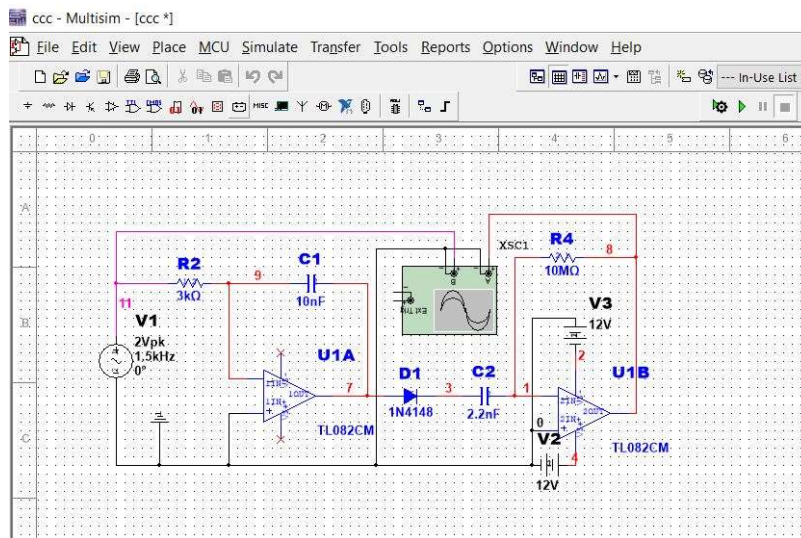 ccc - Multisim - [ccc *]
File Edit View Place MCU Simulate Transfer Tools Reports Options Window Help
--- In-Use List
MISC
0 1 2 3 4 5 6
A
B
C
XSC1
R4
8
10MΩ
R2
9
C1
3kΩ
10nF
11
B A
Ext Trig
V1
2Vpk
1.5kHz
0°
V3
12V
2
U1A
U1B
7
D1
3
C2
1
1N4148
2.2nF
TL082CM
0
V2
4
12V
TL082CM